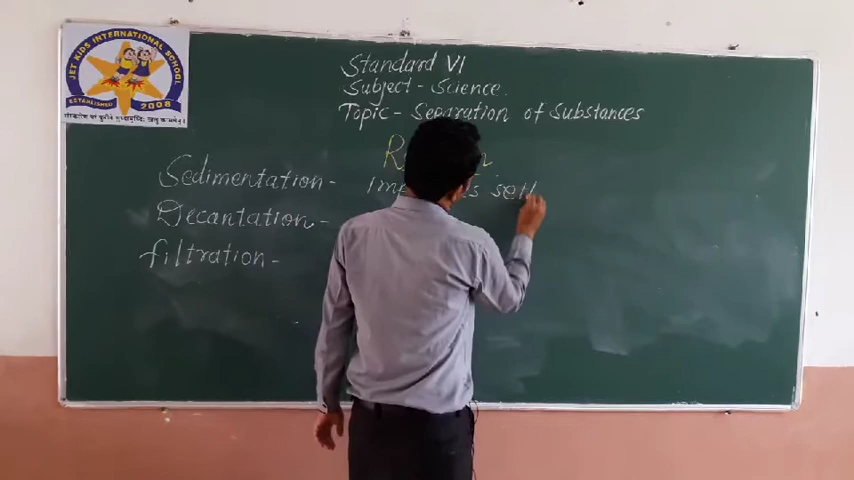 JET KIDS INTERNATIONAL SCHOOL
ESTABLISHED 2008
Standard VI
Subject - Science.
Topic - Separation of Substances
Sedimentation -
Decantation -
filtration -